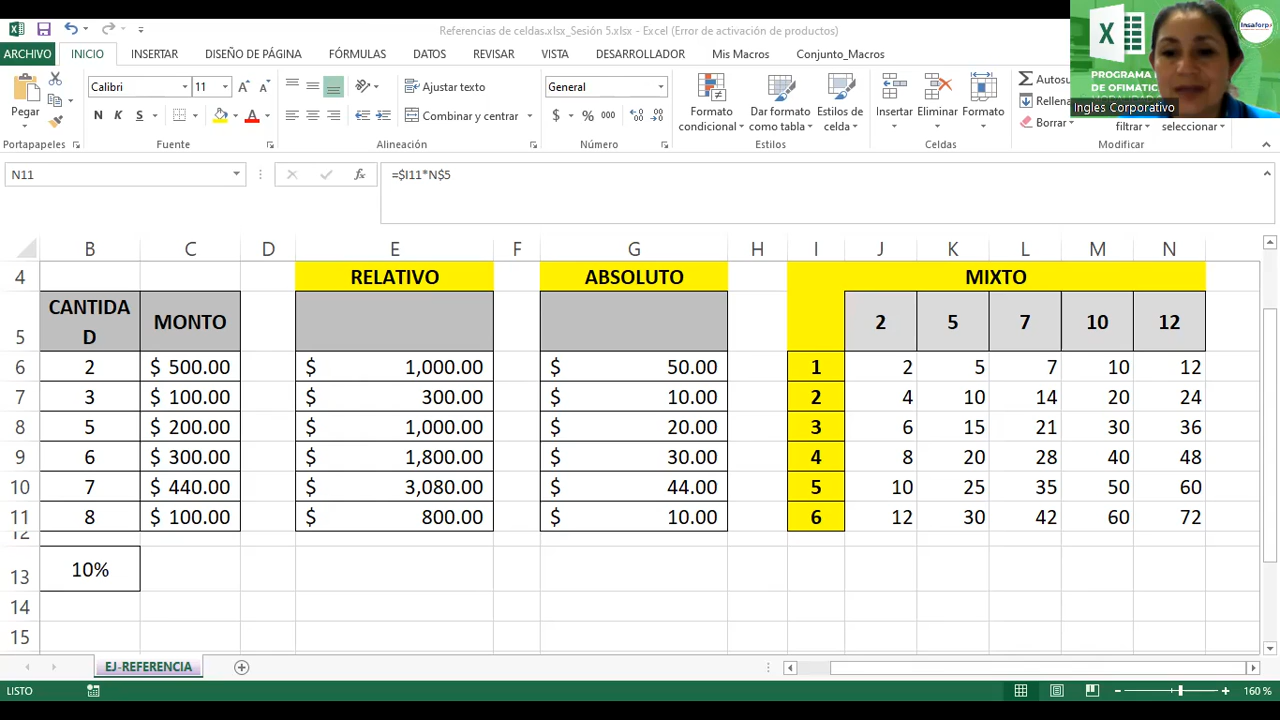 Referencias de celdas.xlsx_Sesión 5.xlsx - Excel (Error de activación de productos)
ARCHIVO INICIO INSERTAR DISEÑO DE PÁGINA FÓRMULAS DATOS REVISAR VISTA DESARROLLADOR Mis Macros Conjunto_Macros
Pegar
Calibri 11
N K S
Ajustar texto
Combinar y centrar
General
$ % 000
Formato condicional
Dar formato como tabla
Estilos de celda
Insertar
Eliminar
Formato
Autosu
Rellena
Borrar
filtrar
seleccionar
Portapapeles Fuente Alineación Número Estilos Celdas Modificar
Insaforp
PROGRAMA
DE OFIMÁTIC
Ingles Corporativo
N11 fx =$I11*N$5
B C D E F G H I J K L M N
4 RELATIVO ABSOLUTO MIXTO
5 CANTIDAD MONTO 2 5 7 10 12
6 2 $ 500.00 $ 1,000.00 $ 50.00 1 2 5 7 10 12
7 3 $ 100.00 $ 300.00 $ 10.00 2 4 10 14 20 24
8 5 $ 200.00 $ 1,000.00 $ 20.00 3 6 15 21 30 36
9 6 $ 300.00 $ 1,800.00 $ 30.00 4 8 20 28 40 48
10 7 $ 440.00 $ 3,080.00 $ 44.00 5 10 25 35 50 60
11 8 $ 100.00 $ 800.00 $ 10.00 6 12 30 42 60 72
12
13 10%
14
15
EJ-REFERENCIA
LISTO 160 %